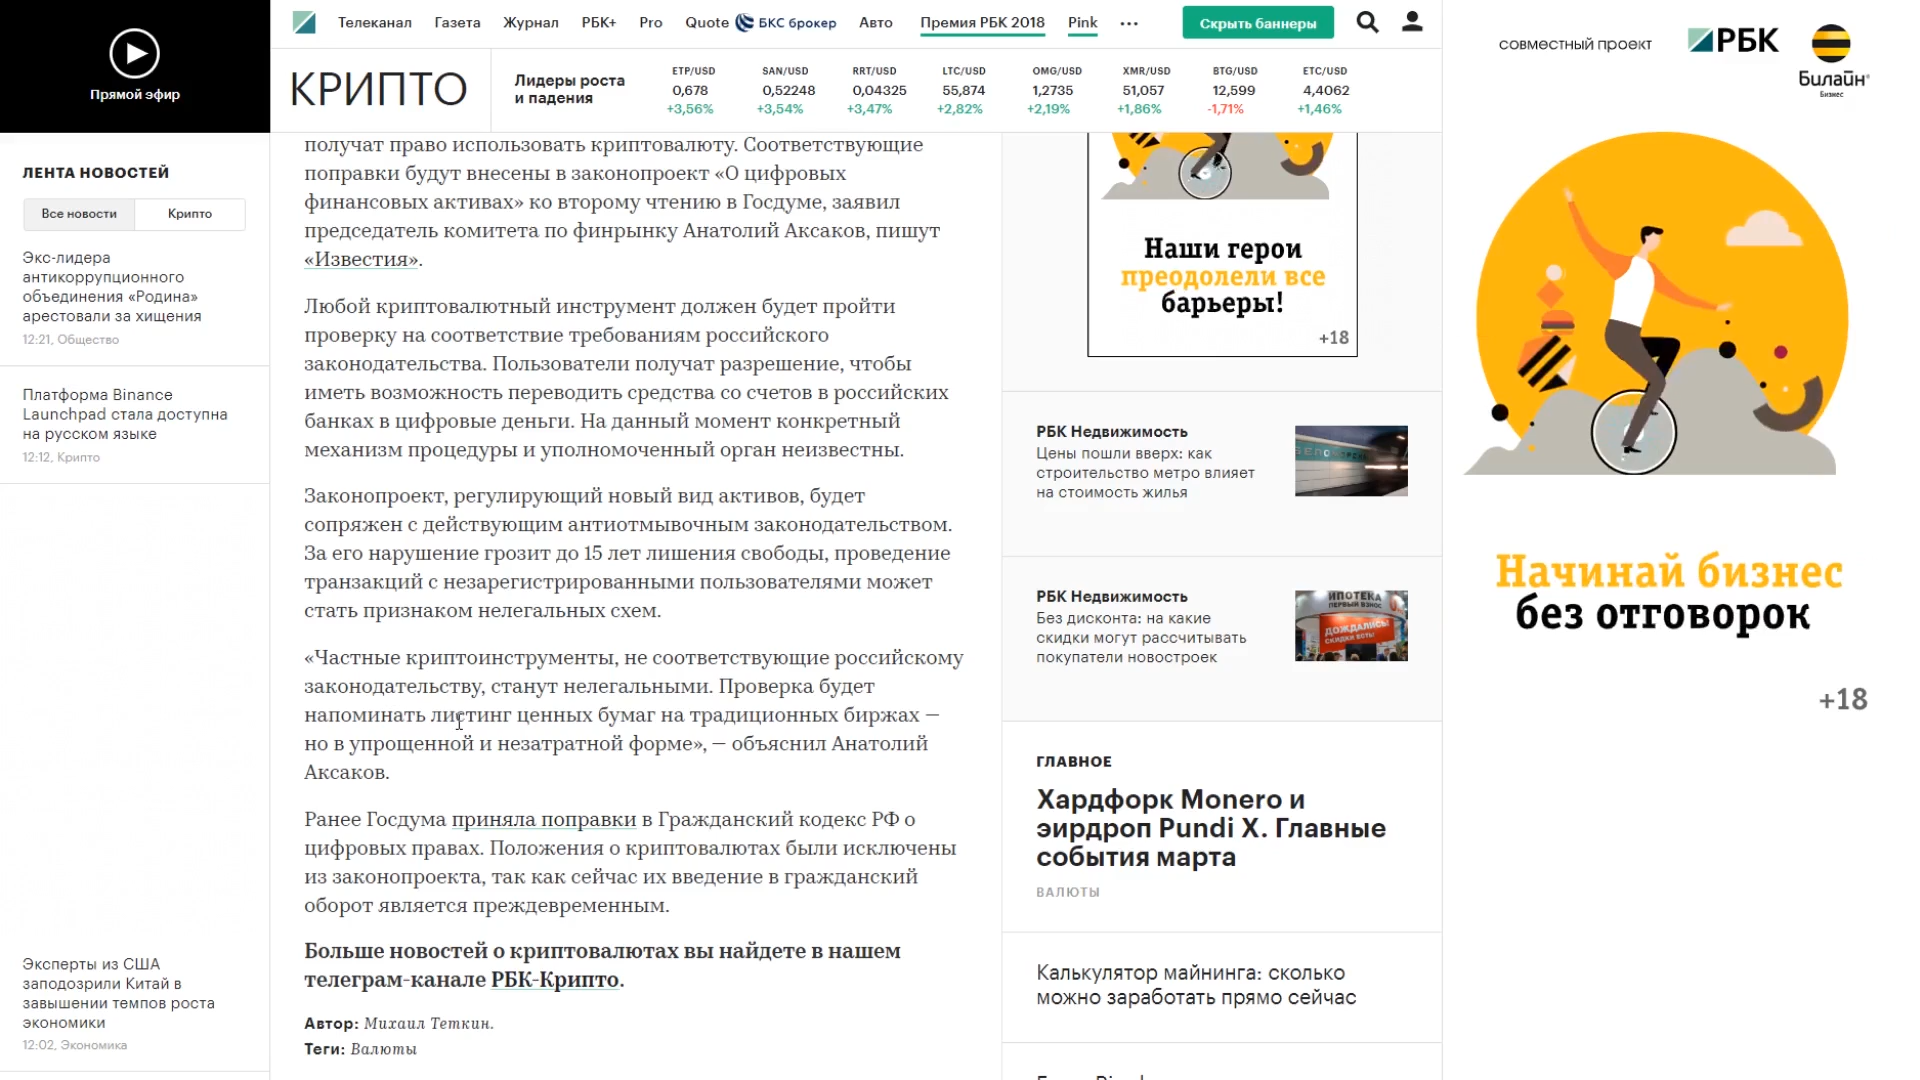 Прямой эфир
Телеканал Газета Журнал РБК+ Pro Quote БКС брокер Авто Премия РБК 2018 Pink
Скрыть баннеры
КРИПТО
Лидеры роста
и падения
ETP/USD
0,678
+3,56%
SAN/USD
0,52248
+3,54%
RRT/USD
0,04325
+3,47%
LTC/USD
55,874
+2,82%
OMG/USD
1,2735
+2,19%
XMR/USD
51,057
+1,86%
BTG/USD
12,599
-1,71%
ETC/USD
4,4062
+1,46%
ЛЕНТА НОВОСТЕЙ
Все новости
Крипто
Экс-лидера
антикоррупционного
объединения «Родина»
арестовали за хищения
12:21, Общество
Платформа Binance
Launchpad стала доступна
на русском языке
12:12, Крипто
Эксперты из США
заподозрили Китай в
завышении темпов роста
экономики
12:02, Экономика
получат право использовать криптовалюту. Соответствующие
поправки будут внесены в законопроект «О цифровых
финансовых активах» ко второму чтению в Госдуме, заявил
председатель комитета по финрынку Анатолий Аксаков, пишут
«Известия».
Любой криптовалютный инструмент должен будет пройти
проверку на соответствие требованиям российского
законодательства. Пользователи получат разрешение, чтобы
иметь возможность переводить средства со счетов в российских
банках в цифровые деньги. На данный момент конкретный
механизм процедуры и уполномоченный орган неизвестны.
Законопроект, регулирующий новый вид активов, будет
сопряжен с действующим антиотмывочным законодательством.
За его нарушение грозит до 15 лет лишения свободы, проведение
транзакций с незарегистрированными пользователями может
стать признаком нелегальных схем.
«Частные криптоинструменты, не соответствующие российскому
законодательству, станут нелегальными. Проверка будет
напоминать листинг ценных бумаг на традиционных биржах —
но в упрощенной и незатратной форме», — объяснил Анатолий
Аксаков.
Ранее Госдума приняла поправки в Гражданский кодекс РФ о
цифровых правах. Положения о криптовалютах были исключены
из законопроекта, так как сейчас их введение в гражданский
оборот является преждевременным.
Больше новостей о криптовалютах вы найдете в нашем
телеграм-канале РБК-Крипто.
Автор: Михаил Теткин.
Теги: Валюты
Наши герои
преодолели все
барьеры!
+18
РБК Недвижимость
Цены пошли вверх: как
строительство метро влияет
на стоимость жилья
РБК Недвижимость
Без дисконта: на какие
скидки могут рассчитывать
покупатели новостроек
ИПОТЕКА
ПЕРВЫЙ ВЗНОС
ДОЖДАЛИСЬ!
СКИДКИ ЕСТЬ!
ГЛАВНОЕ
Хардфорк Monero и
эирдроп Pundi X. Главные
события марта
ВАЛЮТЫ
Калькулятор майнинга: сколько
можно заработать прямо сейчас
совместный проект
РБК
Билайн
Бизнес
Начинай бизнес
без отговорок
+18